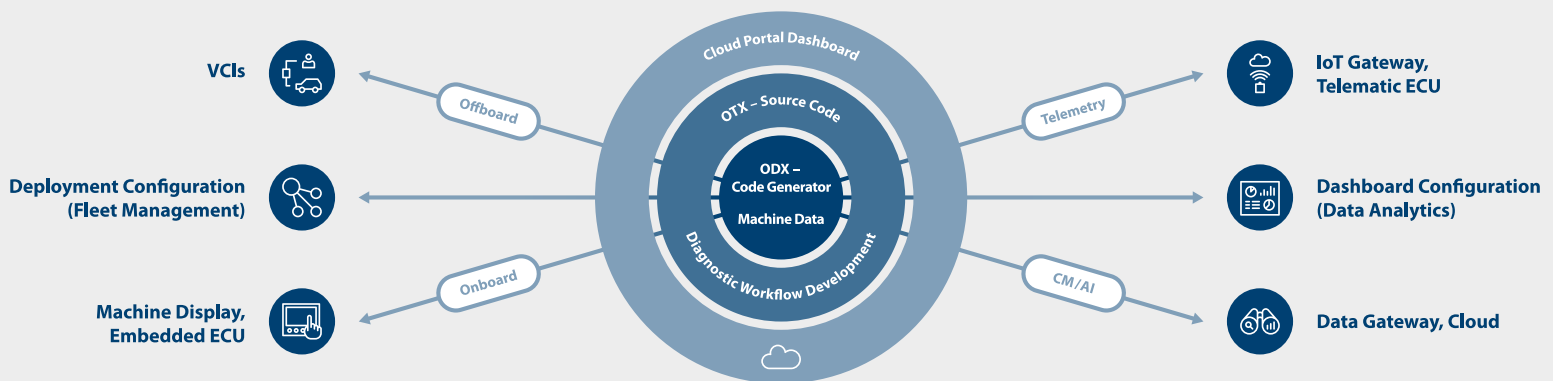 VCIs
Offboard
Deployment Configuration
(Fleet Management)
Onboard
Machine Display,
Embedded ECU
Cloud Portal Dashboard
OTX – Source Code
ODX –
Code Generator
Machine Data
Diagnostic Workflow Development
Telemetry
IoT Gateway,
Telematic ECU
Dashboard Configuration
(Data Analytics)
CM/AI
Data Gateway, Cloud